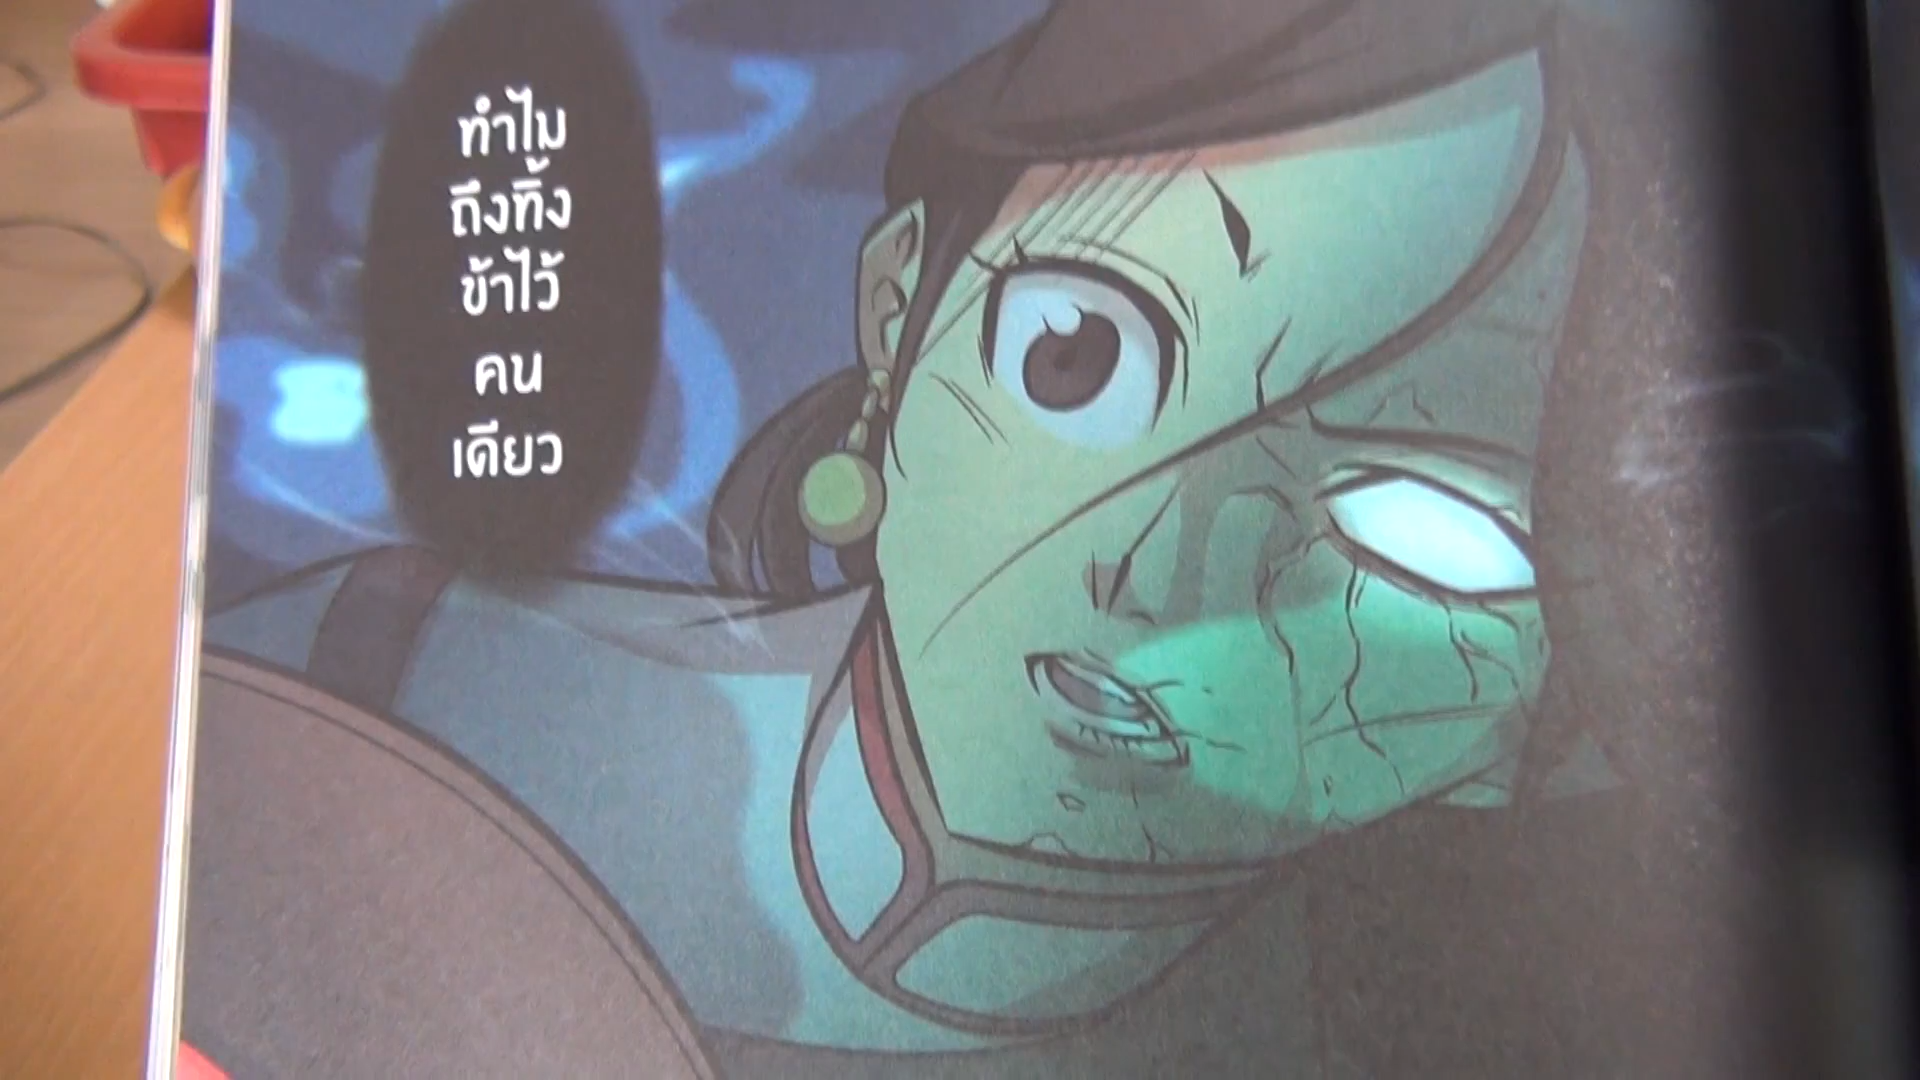 ทำไม
ถึงทิ้ง
ข้าไว้
คน
เดียว